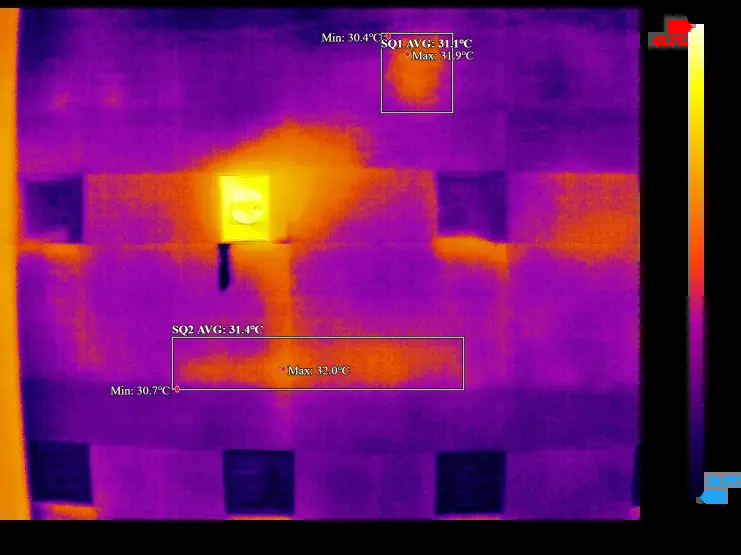 Min: 30.4℃
SQ1 AVG: 31.1℃
Max: 31.9℃
SQ2 AVG: 31.4℃
Max: 32.0℃
Min: 30.7℃